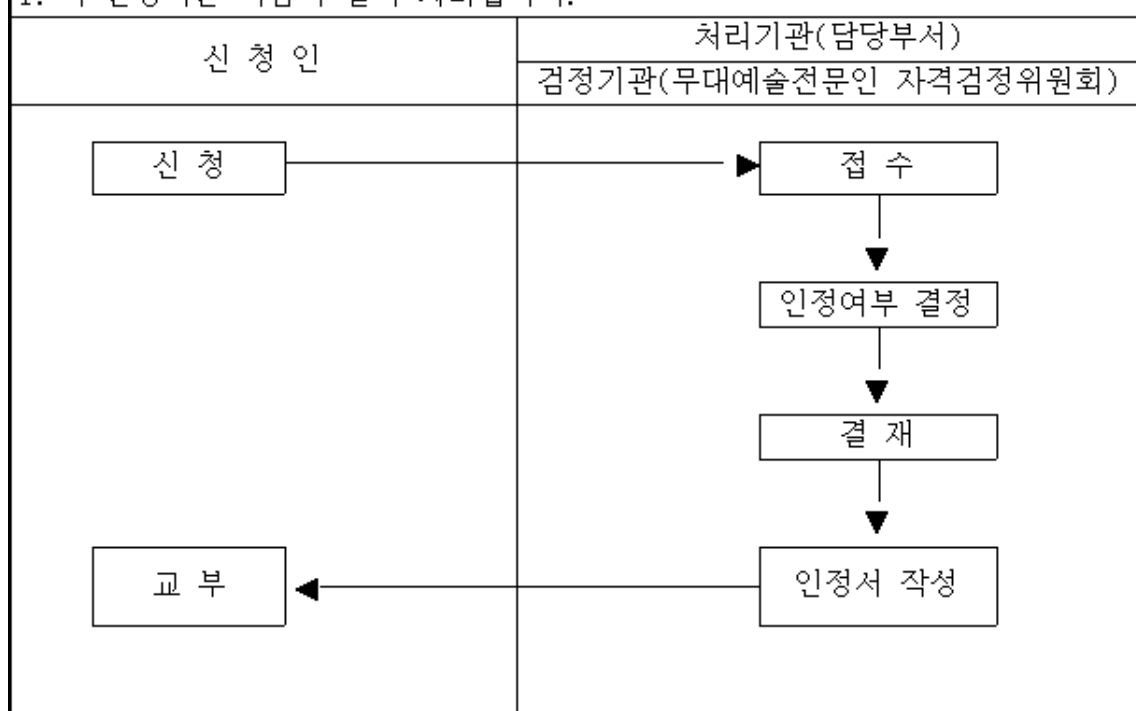 신 청 인
처리기관(담당부서)
검정기관(무대예술전문인 자격검정위원회)
신 청
접 수
인정여부 결정
결 재
교 부
인정서 작성